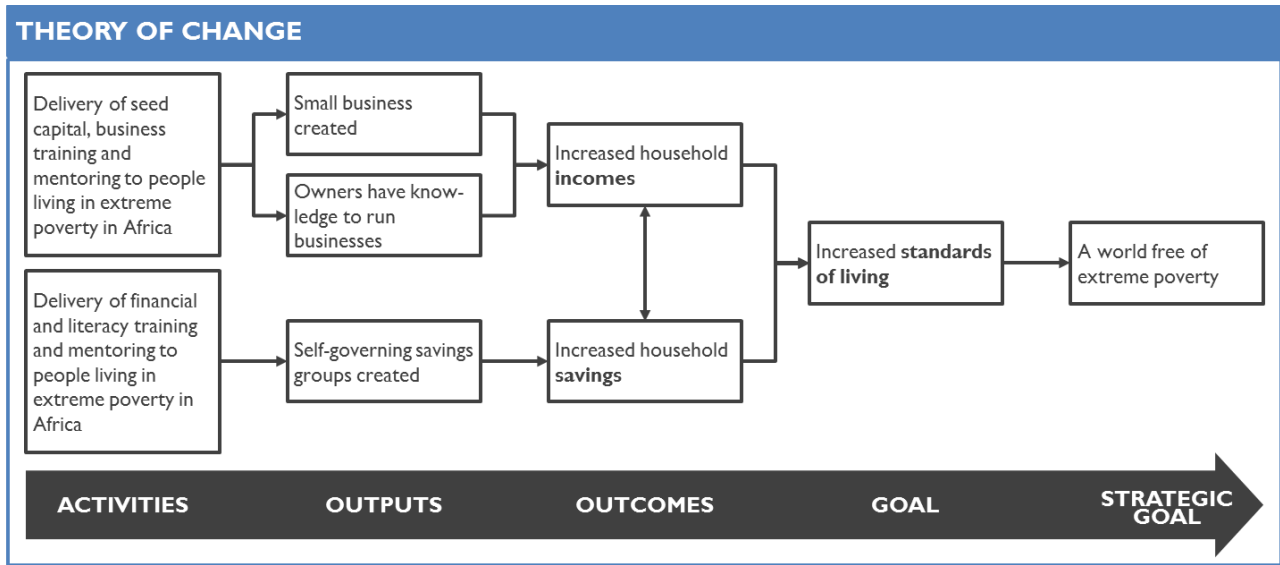 THEORY OF CHANGE
Delivery of seed
capital, business
training and
mentoring to people
living in extreme
poverty in Africa
Delivery of financial
and literacy training
and mentoring to
people living in
extreme poverty in
Africa
Small business
created
Owners have know-
ledge to run
businesses
Self-governing savings
groups created
Increased household
incomes
Increased household
savings
Increased standards
of living
A world free of
extreme poverty
ACTIVITIES
OUTPUTS
OUTCOMES
GOAL
STRATEGIC
GOAL